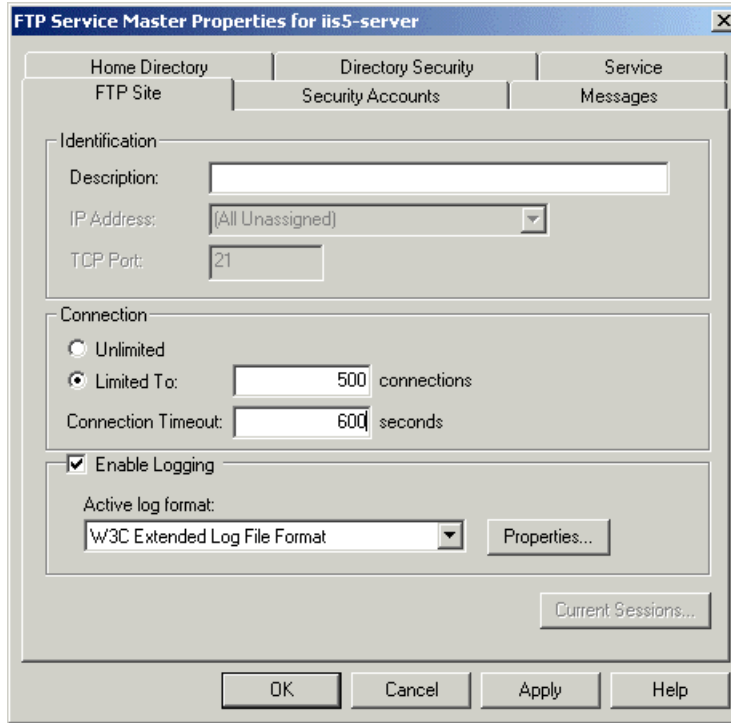 FTP Service Master Properties for iis5-server
Home Directory Directory Security Service
FTP Site Security Accounts Messages
Identification
Description:
IP Address: (All Unassigned)
TCP Port: 21
Connection
Unlimited
Limited To: 500 connections
Connection Timeout: 600 seconds
Enable Logging
Active log format:
W3C Extended Log File Format Properties...
Current Sessions...
OK Cancel Apply Help